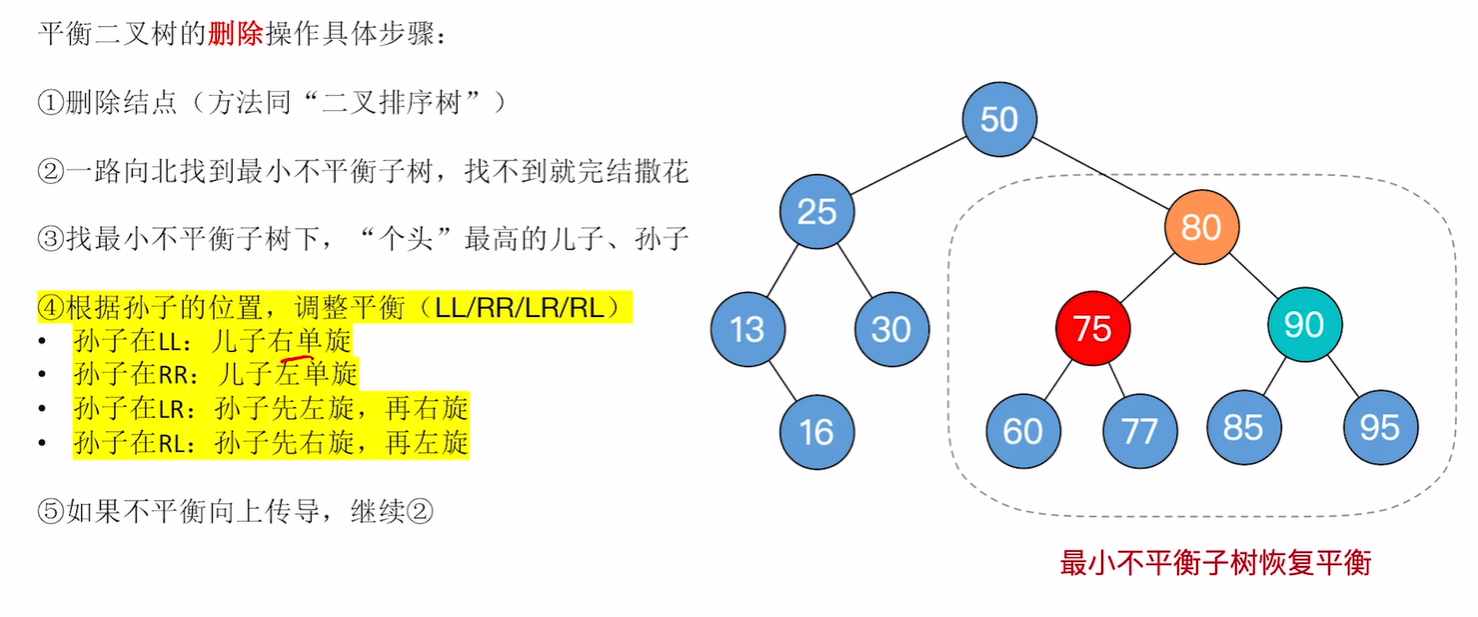 平衡二叉树的删除操作具体步骤：
①删除结点（方法同“二叉排序树”）
②一路向北找到最小不平衡子树，找不到就完结撒花
③找最小不平衡子树下，“个头”最高的儿子、孙子
④根据孙子的位置，调整平衡（LL/RR/LR/RL）
• 孙子在LL：儿子右单旋
• 孙子在RR：儿子左单旋
• 孙子在LR：孙子先左旋，再右旋
• 孙子在RL：孙子先右旋，再左旋
⑤如果不平衡向上传导，继续②
50
25
80
13
30
75
90
16
60
77
85
95
最小不平衡子树恢复平衡